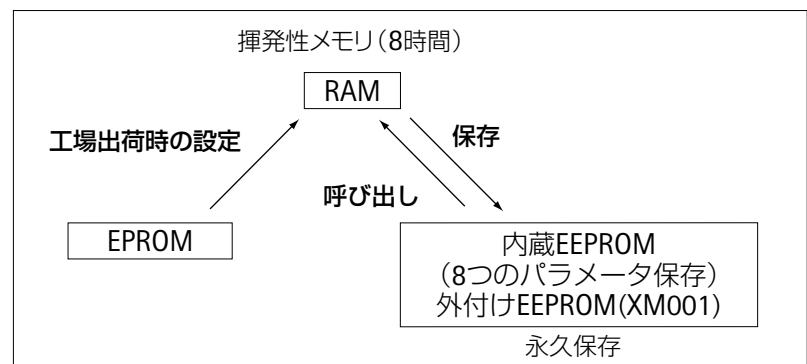 揮発性メモリ(8時間)
RAM
工場出荷時の設定
保存
呼び出し
EPROM
内蔵EEPROM
(8つのパラメータ保存)
外付けEEPROM(XM001)
永久保存